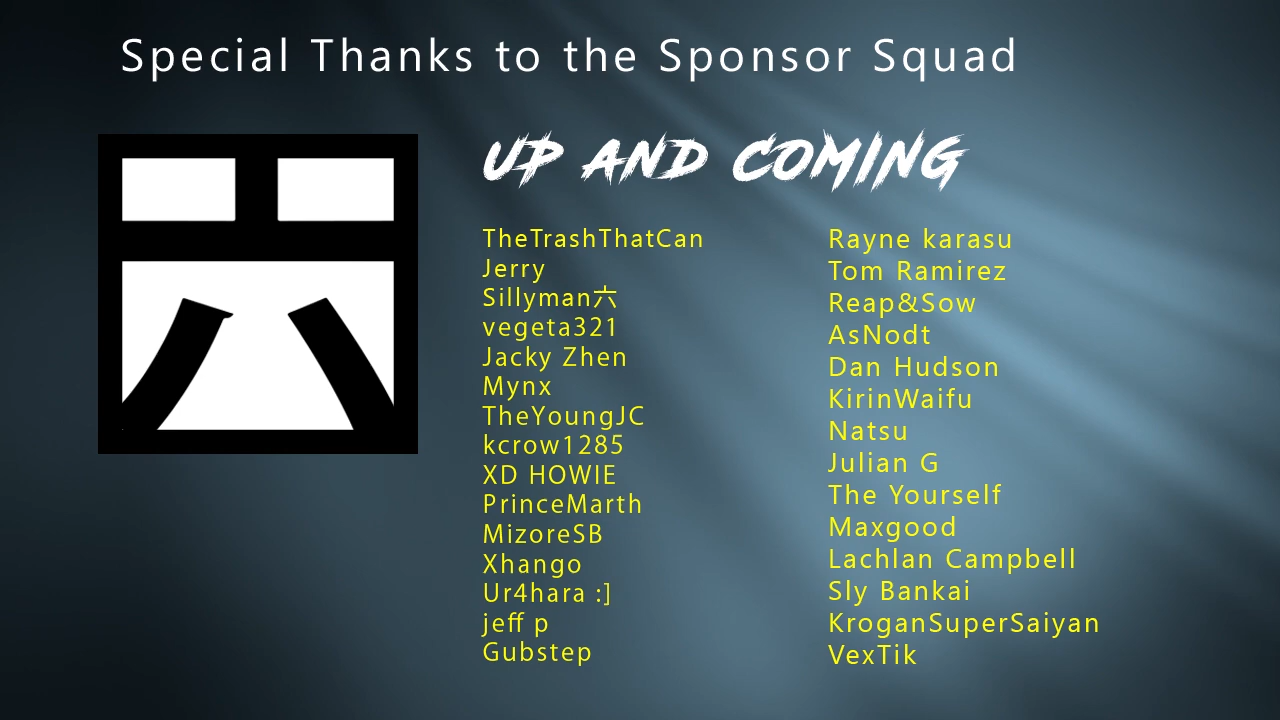 Special Thanks to the Sponsor Squad
六
UP AND COMING
TheTrashThatCan
Jerry
Sillyman六
vegeta321
Jacky Zhen
Mynx
TheYoungJC
kcrow1285
XD HOWIE
PrinceMarth
MizoreSB
Xhango
Ur4hara :]
jeff p
Gubstep
Rayne karasu
Tom Ramirez
Reap&Sow
AsNodt
Dan Hudson
KirinWaifu
Natsu
Julian G
The Yourself
Maxgood
Lachlan Campbell
Sly Bankai
KroganSuperSaiyan
VexTik